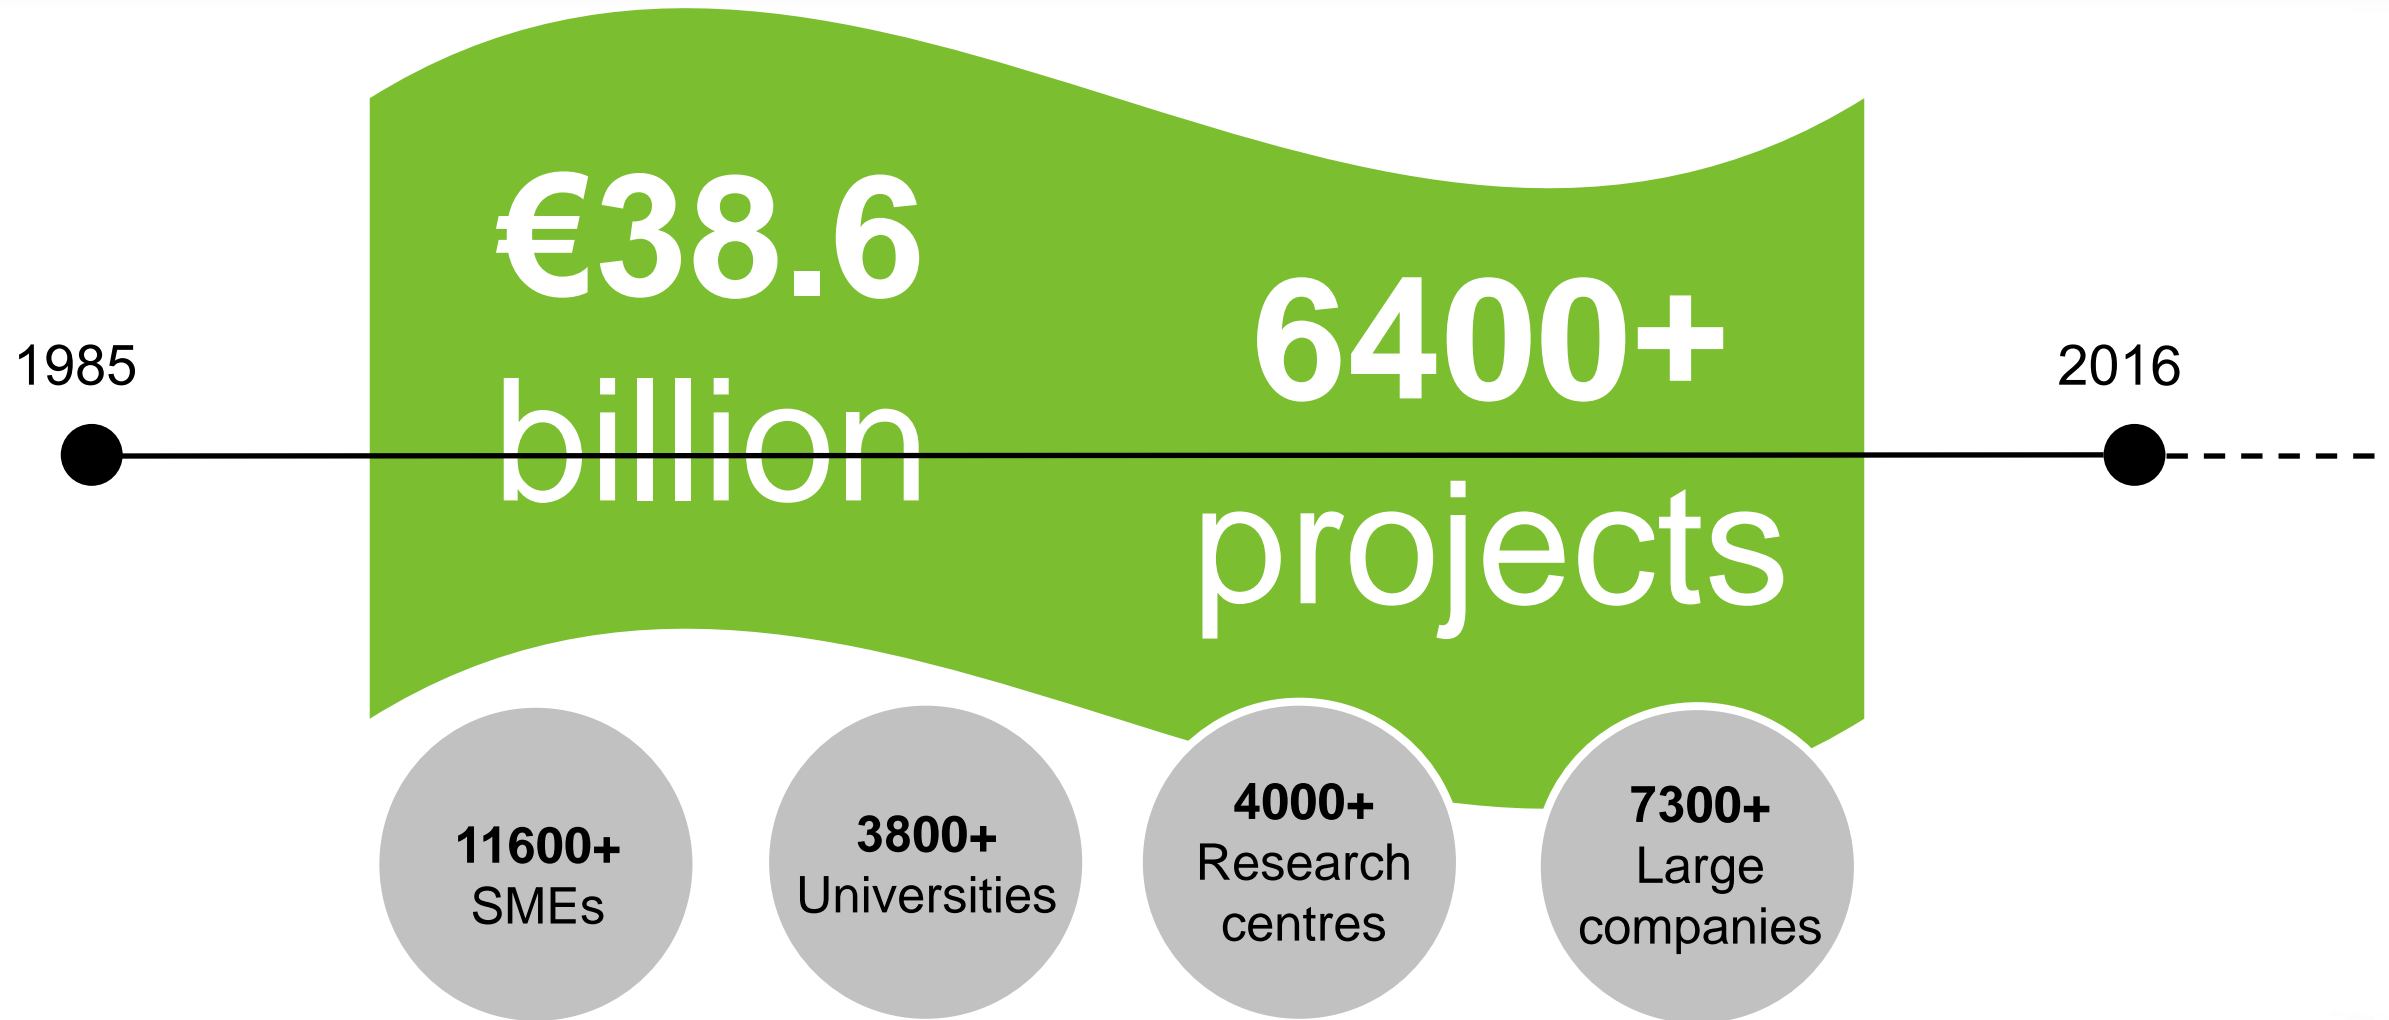 €38.6
billion
6400+
projects
1985
2016
11600+
SMEs
3800+
Universities
4000+
Research
centres
7300+
Large
companies